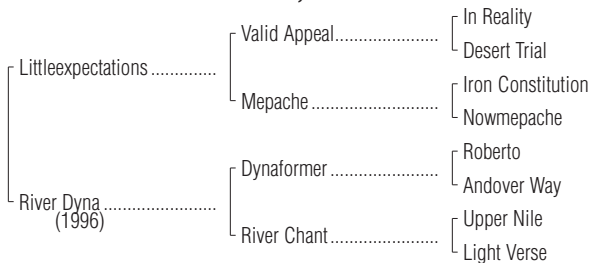 In Reality
Valid Appeal....................
Desert Trial
Littleexpectations .............
Iron Constitution
Mepache .........................
Nowmepache
Roberto
Dynaformer .....................
Andover Way
River Dyna ......................
(1996)
Upper Nile
River Chant.....................
Light Verse